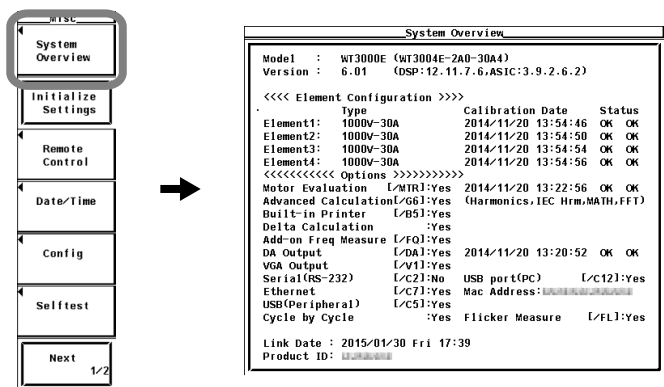 Misc
System
Overview
Initialize
Settings
Remote
Control
Date/Time
Config
Selftest
Next
1/2
System Overview
Model : WT3000E (WT3004E-2A0-30A4)
Version : 6.01 (DSP:12.11.7.6,ASIC:3.9.2.6.2)
<<<< Element Configuration >>>>
Type Calibration Date Status
Element1: 1000V-30A 2014/11/20 13:54:46 OK OK
Element2: 1000V-30A 2014/11/20 13:54:50 OK OK
Element3: 1000V-30A 2014/11/20 13:54:54 OK OK
Element4: 1000V-30A 2014/11/20 13:54:56 OK OK
<<<<<<<<<<< Options >>>>>>>>>>>
Motor Evaluation [/MTR]:Yes 2014/11/20 13:22:56 OK OK
Advanced Calculation[/G6]:Yes (Harmonics,IEC Hrm,MATH,FFT)
Built-in Printer [/B5]:Yes
Delta Calculation :Yes
Add-on Freq Measure [/FQ]:Yes
DA Output [/DA]:Yes 2014/11/20 13:20:52 OK OK
VGA Output [/V1]:Yes
Serial(RS-232) [/C2]:No USB port(PC) [/C12]:Yes
Ethernet [/C7]:Yes Mac Address:
USB(Peripheral) [/C5]:Yes
Cycle by Cycle :Yes Flicker Measure [/FL]:Yes
Link Date : 2015/01/30 Fri 17:39
Product ID: